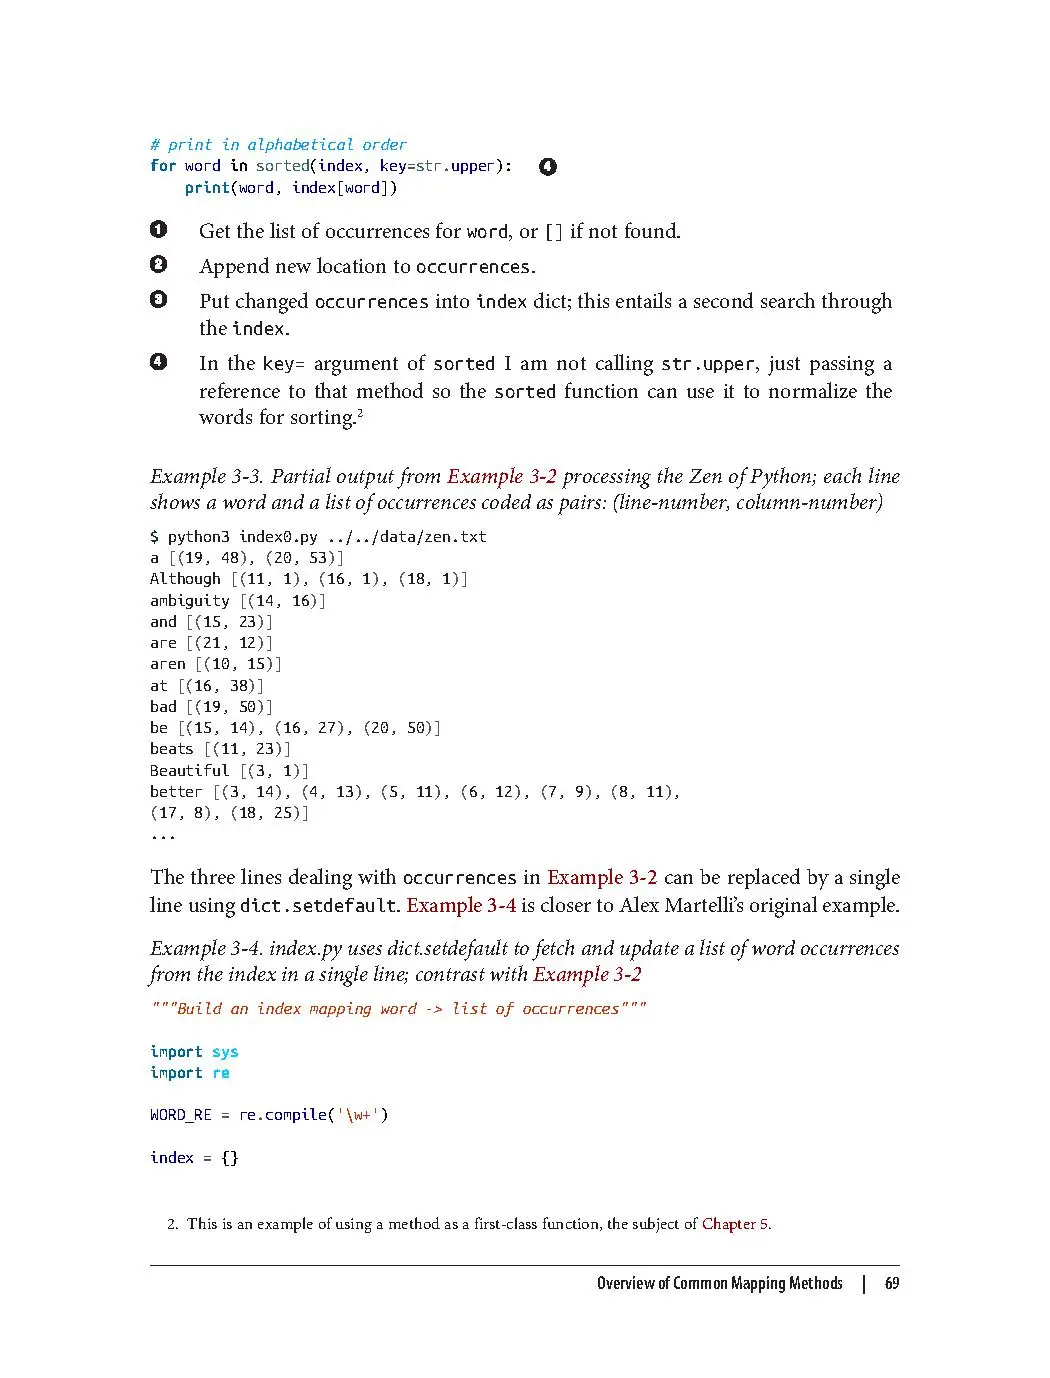 # print in alphabetical order
for word in sorted(index, key=str.upper): ❹
    print(word, index[word])
❶ Get the list of occurrences for word, or [] if not found.
❷ Append new location to occurrences.
❸ Put changed occurrences into index dict; this entails a second search through
the index.
❹ In the key= argument of sorted I am not calling str.upper, just passing a
reference to that method so the sorted function can use it to normalize the
words for sorting.²
Example 3-3. Partial output from Example 3-2 processing the Zen of Python; each line
shows a word and a list of occurrences coded as pairs: (line-number, column-number)
$ python3 index0.py ../../data/zen.txt
a [(19, 48), (20, 53)]
Although [(11, 1), (16, 1), (18, 1)]
ambiguity [(14, 16)]
and [(15, 23)]
are [(21, 12)]
aren [(10, 15)]
at [(16, 38)]
bad [(19, 50)]
be [(15, 14), (16, 27), (20, 50)]
beats [(11, 23)]
Beautiful [(3, 1)]
better [(3, 14), (4, 13), (5, 11), (6, 12), (7, 9), (8, 11),
(17, 8), (18, 25)]
...
The three lines dealing with occurrences in Example 3-2 can be replaced by a single
line using dict.setdefault. Example 3-4 is closer to Alex Martelli’s original example.
Example 3-4. index.py uses dict.setdefault to fetch and update a list of word occurrences
from the index in a single line; contrast with Example 3-2
"""Build an index mapping word -> list of occurrences"""
import sys
import re
WORD_RE = re.compile('\w+')
index = {}
2. This is an example of using a method as a first-class function, the subject of Chapter 5.
Overview of Common Mapping Methods | 69